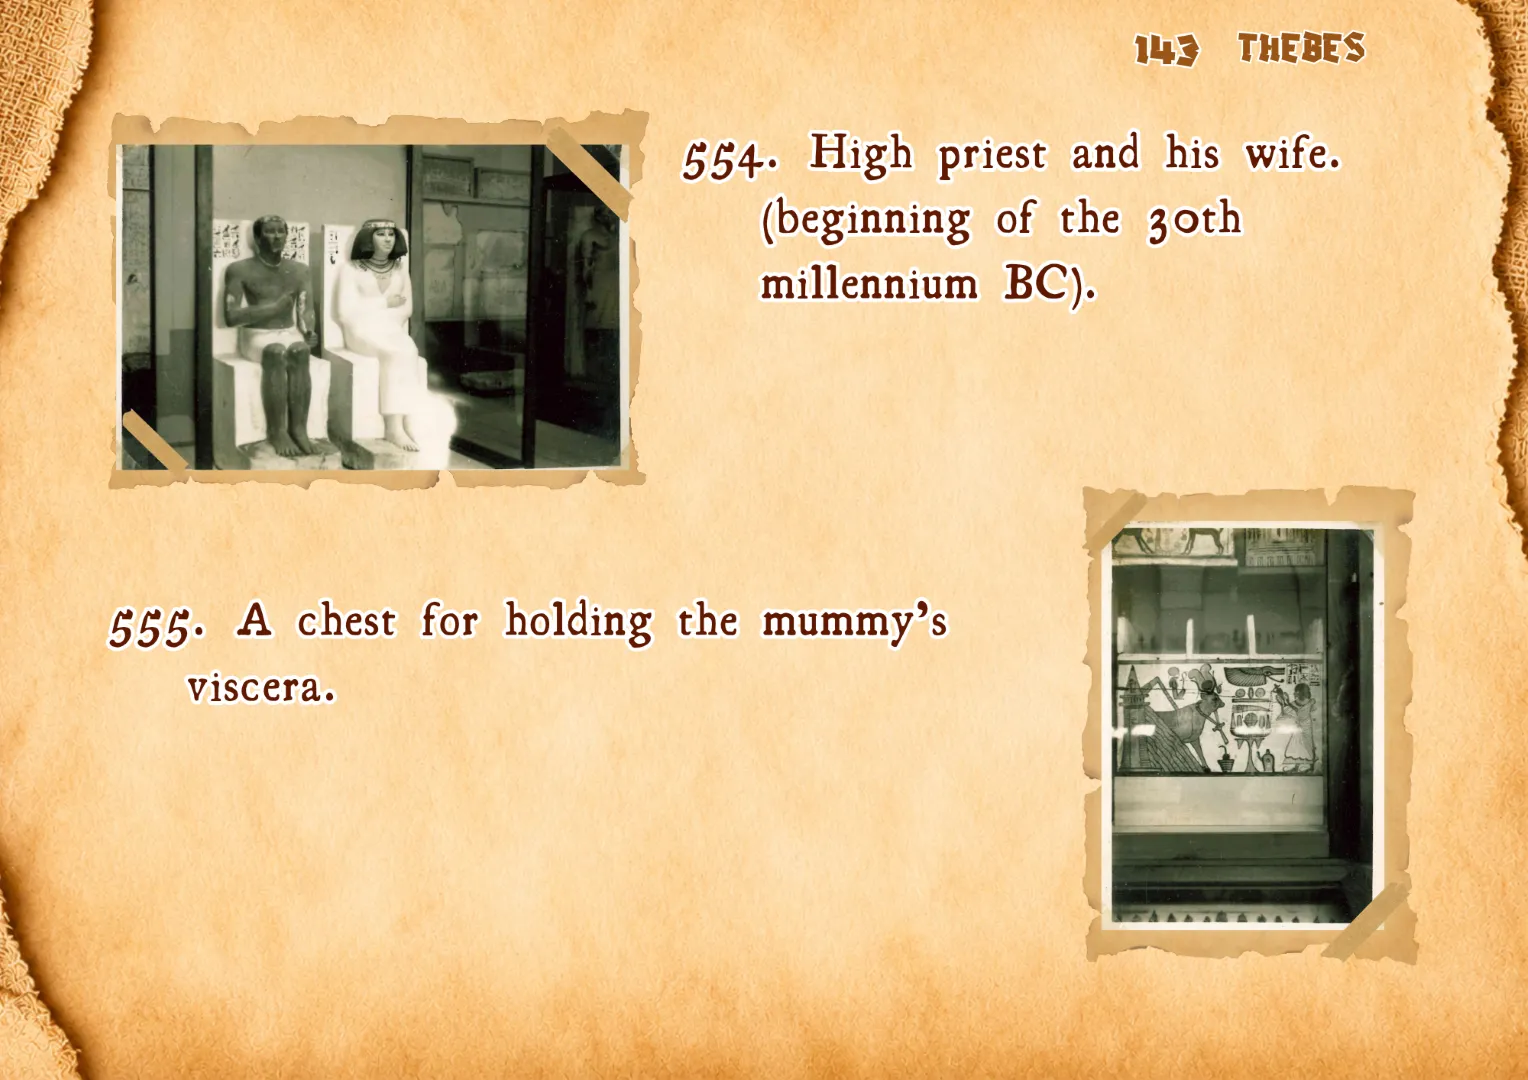 143 THEBES
554. High priest and his wife.
(beginning of the 30th
millennium BC).
555. A chest for holding the mummy's
viscera.